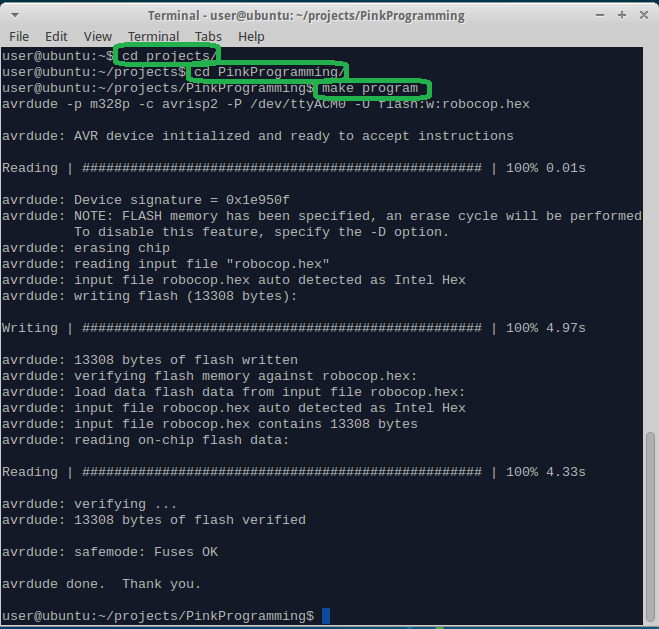 Terminal - user@ubuntu: ~/projects/PinkProgramming
File Edit View Terminal Tabs Help
user@ubuntu:~$ cd projects/
user@ubuntu:~/projects$ cd PinkProgramming/
user@ubuntu:~/projects/PinkProgramming$ make program
avrdude -p m328p -c avrisp2 -P /dev/ttyACM0 -U flash:w:robocop.hex
avrdude: AVR device initialized and ready to accept instructions
Reading | ################################################## | 100% 0.01s
avrdude: Device signature = 0x1e950f
avrdude: NOTE: FLASH memory has been specified, an erase cycle will be performed
To disable this feature, specify the -D option.
avrdude: erasing chip
avrdude: reading input file "robocop.hex"
avrdude: input file robocop.hex auto detected as Intel Hex
avrdude: writing flash (13308 bytes):
Writing | ################################################## | 100% 4.97s
avrdude: 13308 bytes of flash written
avrdude: verifying flash memory against robocop.hex:
avrdude: load data flash data from input file robocop.hex:
avrdude: input file robocop.hex auto detected as Intel Hex
avrdude: input file robocop.hex contains 13308 bytes
avrdude: reading on-chip flash data:
Reading | ################################################## | 100% 4.33s
avrdude: verifying ...
avrdude: 13308 bytes of flash verified
avrdude: safemode: Fuses OK
avrdude done.  Thank you.
user@ubuntu:~/projects/PinkProgramming$